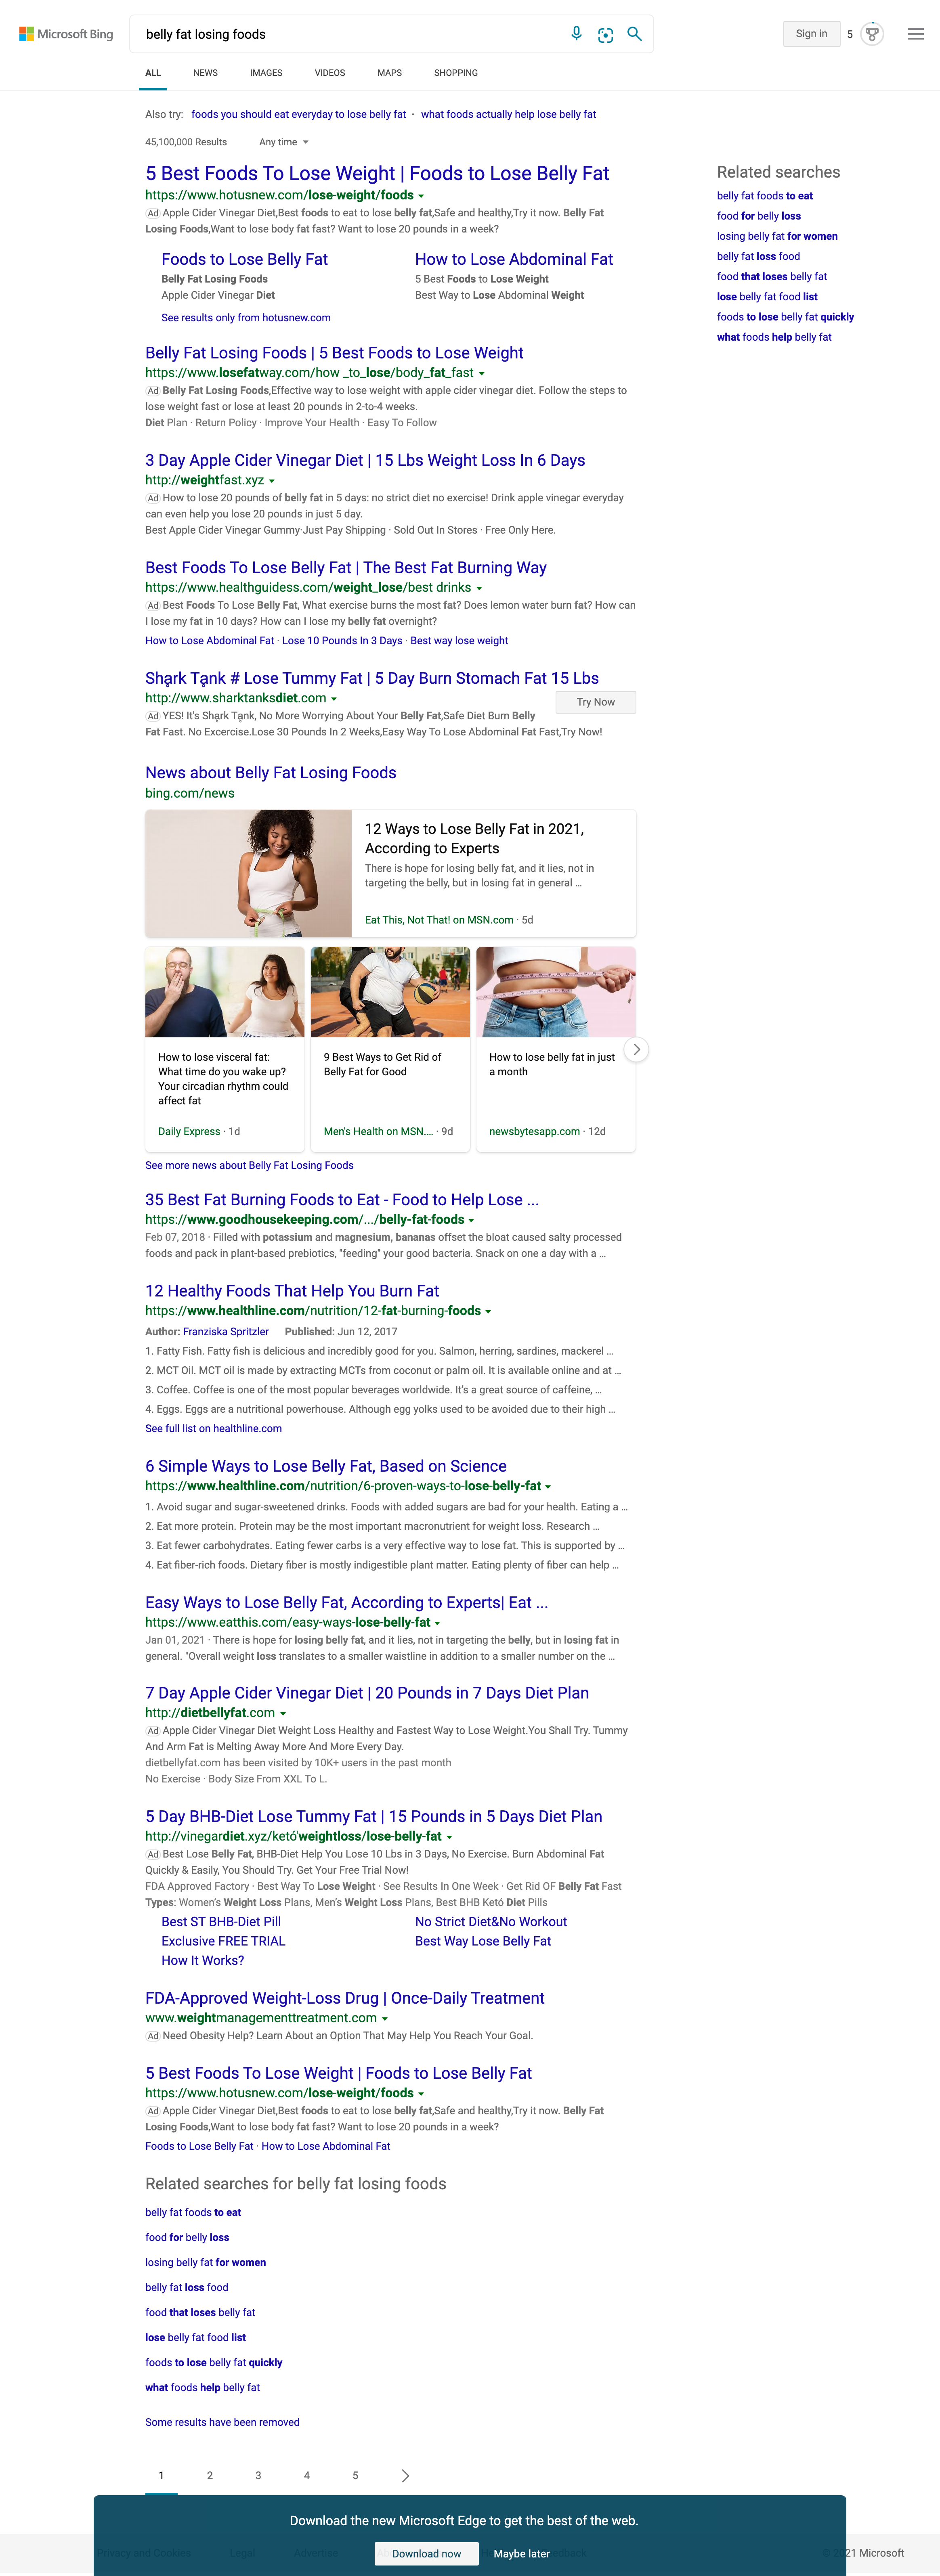 Microsoft Bing
belly fat losing foods
Sign in
5
ALL NEWS IMAGES VIDEOS MAPS SHOPPING
Also try: foods you should eat everyday to lose belly fat · what foods actually help lose belly fat
45,100,000 Results Any time
5 Best Foods To Lose Weight | Foods to Lose Belly Fat
https://www.hotusnew.com/lose-weight/foods
Ad Apple Cider Vinegar Diet,Best foods to eat to lose belly fat,Safe and healthy,Try it now. Belly Fat
Losing Foods,Want to lose body fat fast? Want to lose 20 pounds in a week?
Foods to Lose Belly Fat
Belly Fat Losing Foods
Apple Cider Vinegar Diet
How to Lose Abdominal Fat
5 Best Foods to Lose Weight
Best Way to Lose Abdominal Weight
See results only from hotusnew.com
Belly Fat Losing Foods | 5 Best Foods to Lose Weight
https://www.losefatway.com/how _to_lose/body_fat_fast
Ad Belly Fat Losing Foods,Effective way to lose weight with apple cider vinegar diet. Follow the steps to
lose weight fast or lose at least 20 pounds in 2-to-4 weeks.
Diet Plan · Return Policy · Improve Your Health · Easy To Follow
3 Day Apple Cider Vinegar Diet | 15 Lbs Weight Loss In 6 Days
http://weightfast.xyz
Ad How to lose 20 pounds of belly fat in 5 days: no strict diet no exercise! Drink apple vinegar everyday
can even help you lose 20 pounds in just 5 day.
Best Apple Cider Vinegar Gummy·Just Pay Shipping · Sold Out In Stores · Free Only Here.
Best Foods To Lose Belly Fat | The Best Fat Burning Way
https://www.healthguidess.com/weight_lose/best drinks
Ad Best Foods To Lose Belly Fat, What exercise burns the most fat? Does lemon water burn fat? How can
I lose my fat in 10 days? How can I lose my belly fat overnight?
How to Lose Abdominal Fat · Lose 10 Pounds In 3 Days · Best way lose weight
Shąrk Tąnk # Lose Tummy Fat | 5 Day Burn Stomach Fat 15 Lbs
http://www.sharktanksdiet.com
Try Now
Ad YES! It's Shąrk Tąnk, No More Worrying About Your Belly Fat,Safe Diet Burn Belly
Fat Fast. No Excercise.Lose 30 Pounds In 2 Weeks,Easy Way To Lose Abdominal Fat Fast,Try Now!
News about Belly Fat Losing Foods
bing.com/news
12 Ways to Lose Belly Fat in 2021,
According to Experts
There is hope for losing belly fat, and it lies, not in
targeting the belly, but in losing fat in general ...
Eat This, Not That! on MSN.com · 5d
How to lose visceral fat:
What time do you wake up?
Your circadian rhythm could
affect fat
Daily Express · 1d
9 Best Ways to Get Rid of
Belly Fat for Good
Men's Health on MSN.... · 9d
How to lose belly fat in just
a month
newsbytesapp.com · 12d
See more news about Belly Fat Losing Foods
35 Best Fat Burning Foods to Eat - Food to Help Lose ...
https://www.goodhousekeeping.com/.../belly-fat-foods
Feb 07, 2018 · Filled with potassium and magnesium, bananas offset the bloat caused salty processed
foods and pack in plant-based prebiotics, "feeding" your good bacteria. Snack on one a day with a ...
12 Healthy Foods That Help You Burn Fat
https://www.healthline.com/nutrition/12-fat-burning-foods
Author: Franziska Spritzler Published: Jun 12, 2017
1. Fatty Fish. Fatty fish is delicious and incredibly good for you. Salmon, herring, sardines, mackerel ...
2. MCT Oil. MCT oil is made by extracting MCTs from coconut or palm oil. It is available online and at ...
3. Coffee. Coffee is one of the most popular beverages worldwide. It's a great source of caffeine, ...
4. Eggs. Eggs are a nutritional powerhouse. Although egg yolks used to be avoided due to their high ...
See full list on healthline.com
6 Simple Ways to Lose Belly Fat, Based on Science
https://www.healthline.com/nutrition/6-proven-ways-to-lose-belly-fat
1. Avoid sugar and sugar-sweetened drinks. Foods with added sugars are bad for your health. Eating a ...
2. Eat more protein. Protein may be the most important macronutrient for weight loss. Research ...
3. Eat fewer carbohydrates. Eating fewer carbs is a very effective way to lose fat. This is supported by ...
4. Eat fiber-rich foods. Dietary fiber is mostly indigestible plant matter. Eating plenty of fiber can help ...
Easy Ways to Lose Belly Fat, According to Experts| Eat ...
https://www.eatthis.com/easy-ways-lose-belly-fat
Jan 01, 2021 · There is hope for losing belly fat, and it lies, not in targeting the belly, but in losing fat in
general. "Overall weight loss translates to a smaller waistline in addition to a smaller number on the ...
7 Day Apple Cider Vinegar Diet | 20 Pounds in 7 Days Diet Plan
http://dietbellyfat.com
Ad Apple Cider Vinegar Diet Weight Loss Healthy and Fastest Way to Lose Weight.You Shall Try. Tummy
And Arm Fat is Melting Away More And More Every Day.
dietbellyfat.com has been visited by 10K+ users in the past month
No Exercise · Body Size From XXL To L.
5 Day BHB-Diet Lose Tummy Fat | 15 Pounds in 5 Days Diet Plan
http://vinegardiet.xyz/ketó'weightloss/lose-belly-fat
Ad Best Lose Belly Fat, BHB-Diet Help You Lose 10 Lbs in 3 Days, No Exercise. Burn Abdominal Fat
Quickly & Easily, You Should Try. Get Your Free Trial Now!
FDA Approved Factory · Best Way To Lose Weight · See Results In One Week · Get Rid OF Belly Fat Fast
Types: Women's Weight Loss Plans, Men's Weight Loss Plans, Best BHB Ketó Diet Pills
Best ST BHB-Diet Pill
Exclusive FREE TRIAL
How It Works?
No Strict Diet&No Workout
Best Way Lose Belly Fat
FDA-Approved Weight-Loss Drug | Once-Daily Treatment
www.weightmanagementtreatment.com
Ad Need Obesity Help? Learn About an Option That May Help You Reach Your Goal.
5 Best Foods To Lose Weight | Foods to Lose Belly Fat
https://www.hotusnew.com/lose-weight/foods
Ad Apple Cider Vinegar Diet,Best foods to eat to lose belly fat,Safe and healthy,Try it now. Belly Fat
Losing Foods,Want to lose body fat fast? Want to lose 20 pounds in a week?
Foods to Lose Belly Fat · How to Lose Abdominal Fat
Related searches for belly fat losing foods
belly fat foods to eat
food for belly loss
losing belly fat for women
belly fat loss food
food that loses belly fat
lose belly fat food list
foods to lose belly fat quickly
what foods help belly fat
Some results have been removed
1 2 3 4 5
Related searches
belly fat foods to eat
food for belly loss
losing belly fat for women
belly fat loss food
food that loses belly fat
lose belly fat food list
foods to lose belly fat quickly
what foods help belly fat
Download the new Microsoft Edge to get the best of the web.
Download now Maybe later
Privacy and Cookies Legal Advertise
© 2021 Microsoft